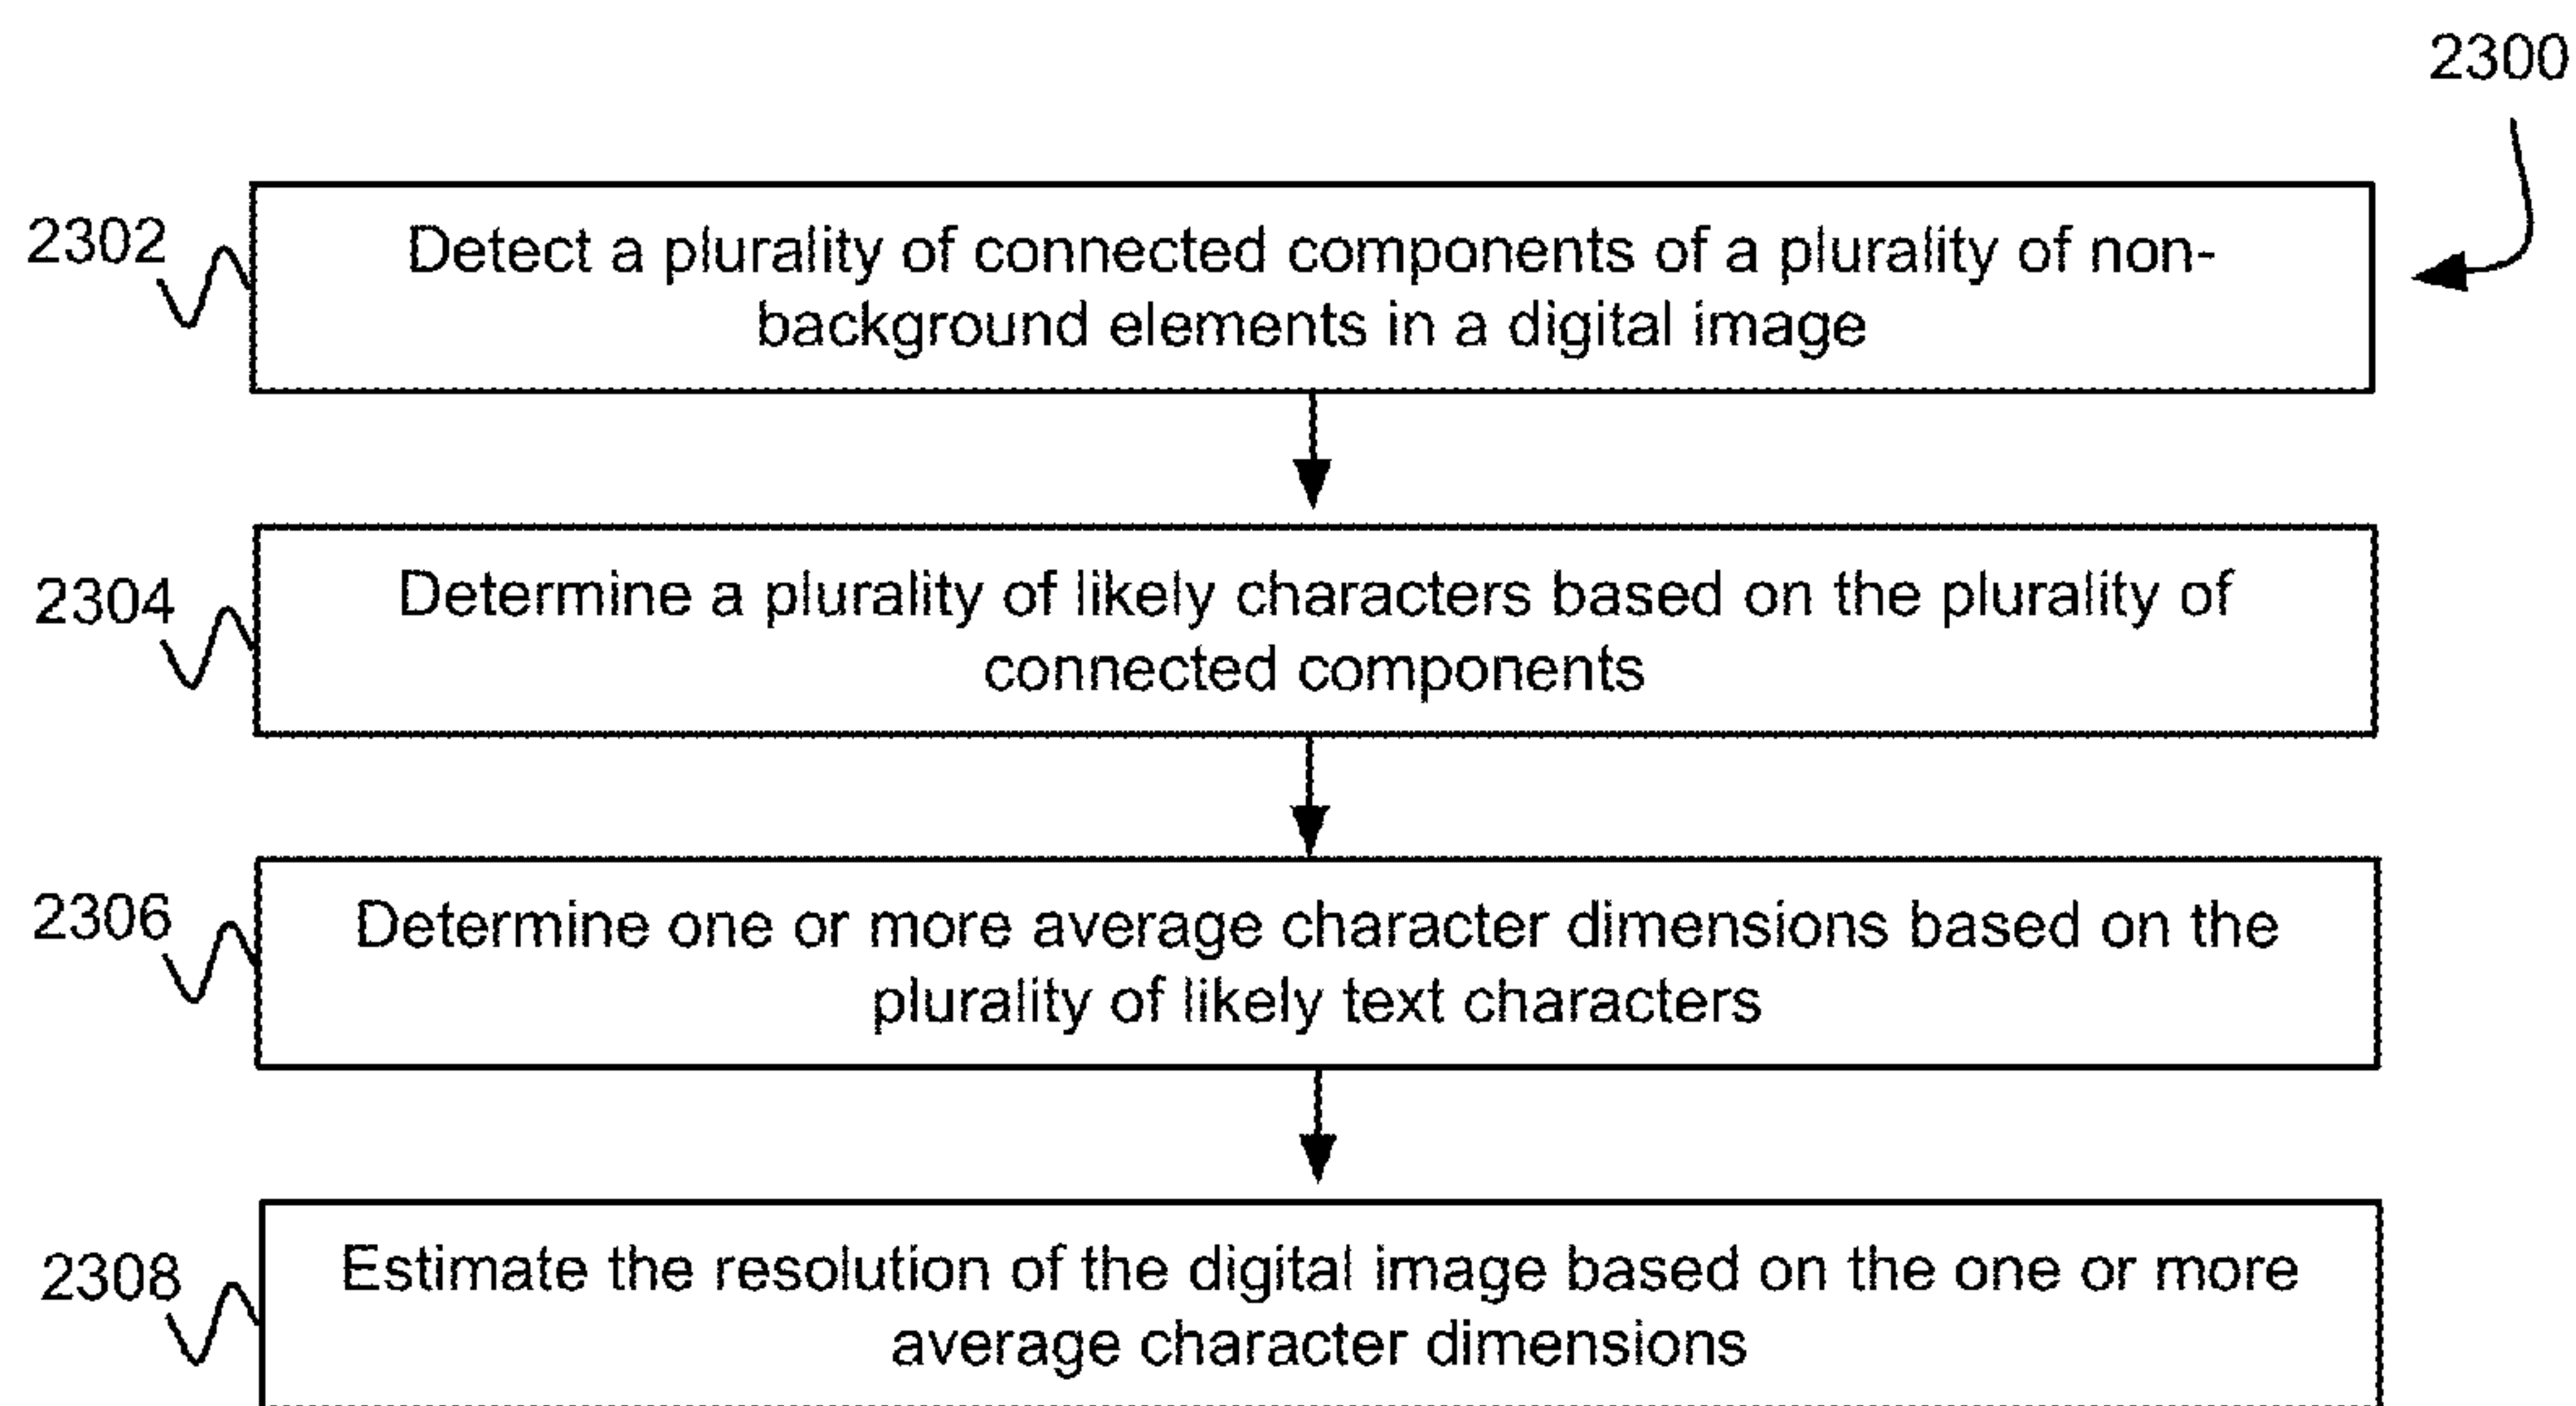 2300
2302
Detect a plurality of connected components of a plurality of non-
background elements in a digital image
2304
Determine a plurality of likely characters based on the plurality of
connected components
2306
Determine one or more average character dimensions based on the
plurality of likely text characters
2308
Estimate the resolution of the digital image based on the one or more
average character dimensions